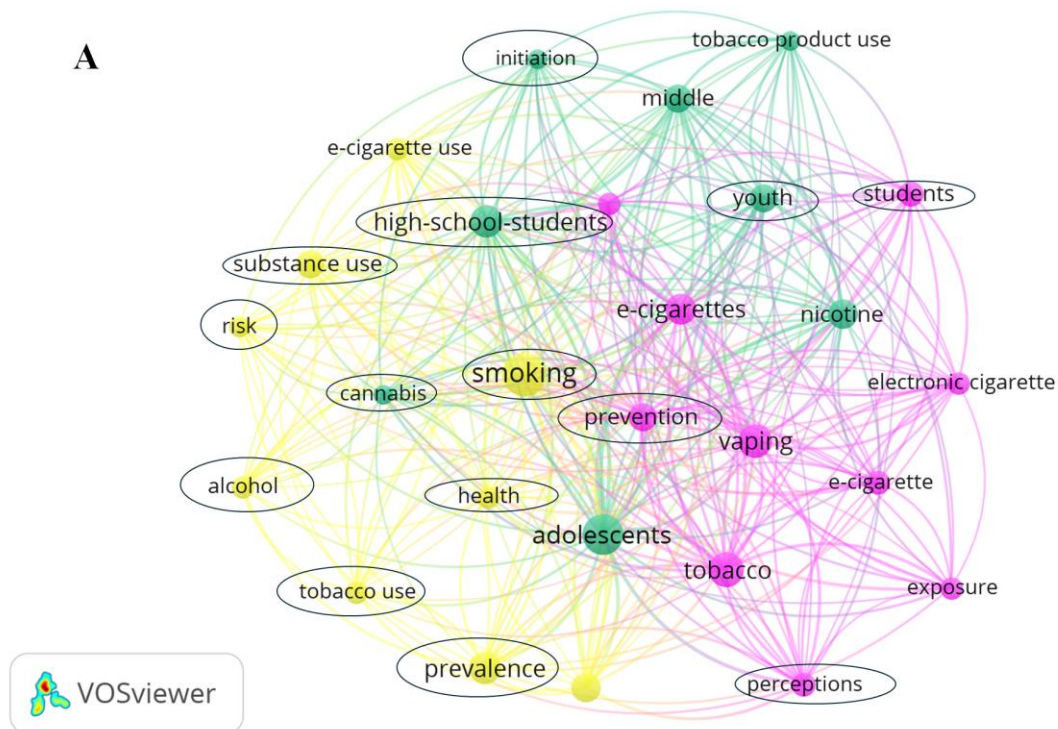 A
tobacco product use
initiation
middle
e-cigarette use
students
youth
high-school-students
substance use
e-cigarettes
nicotine
risk
smoking
electronic cigarette
cannabis
prevention
vaping
e-cigarette
alcohol
health
adolescents
tobacco
exposure
tobacco use
prevalence
perceptions
VOSviewer